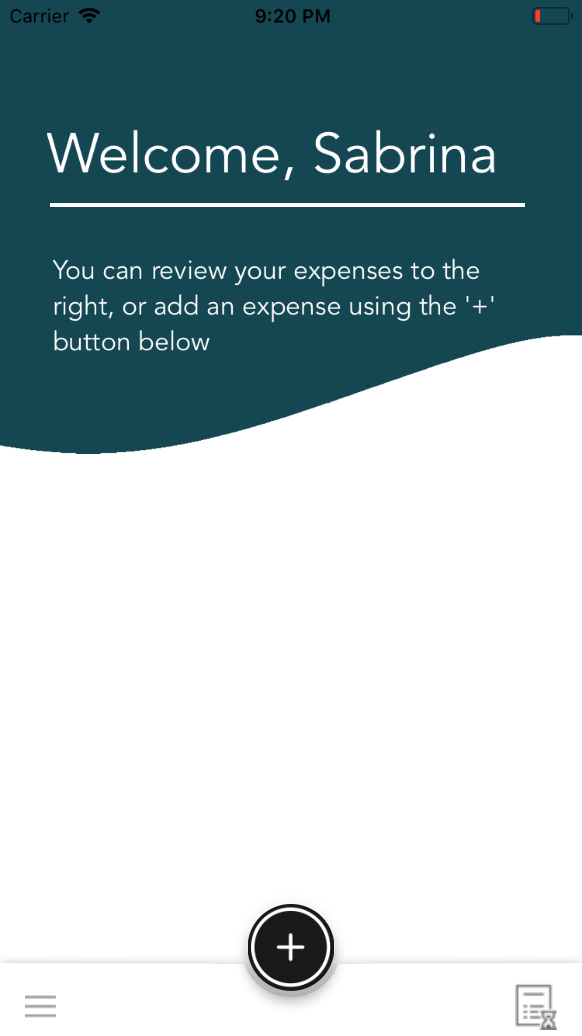 Carrier 9:20 PM
Welcome, Sabrina
You can review your expenses to the
right, or add an expense using the '+'
button below
+